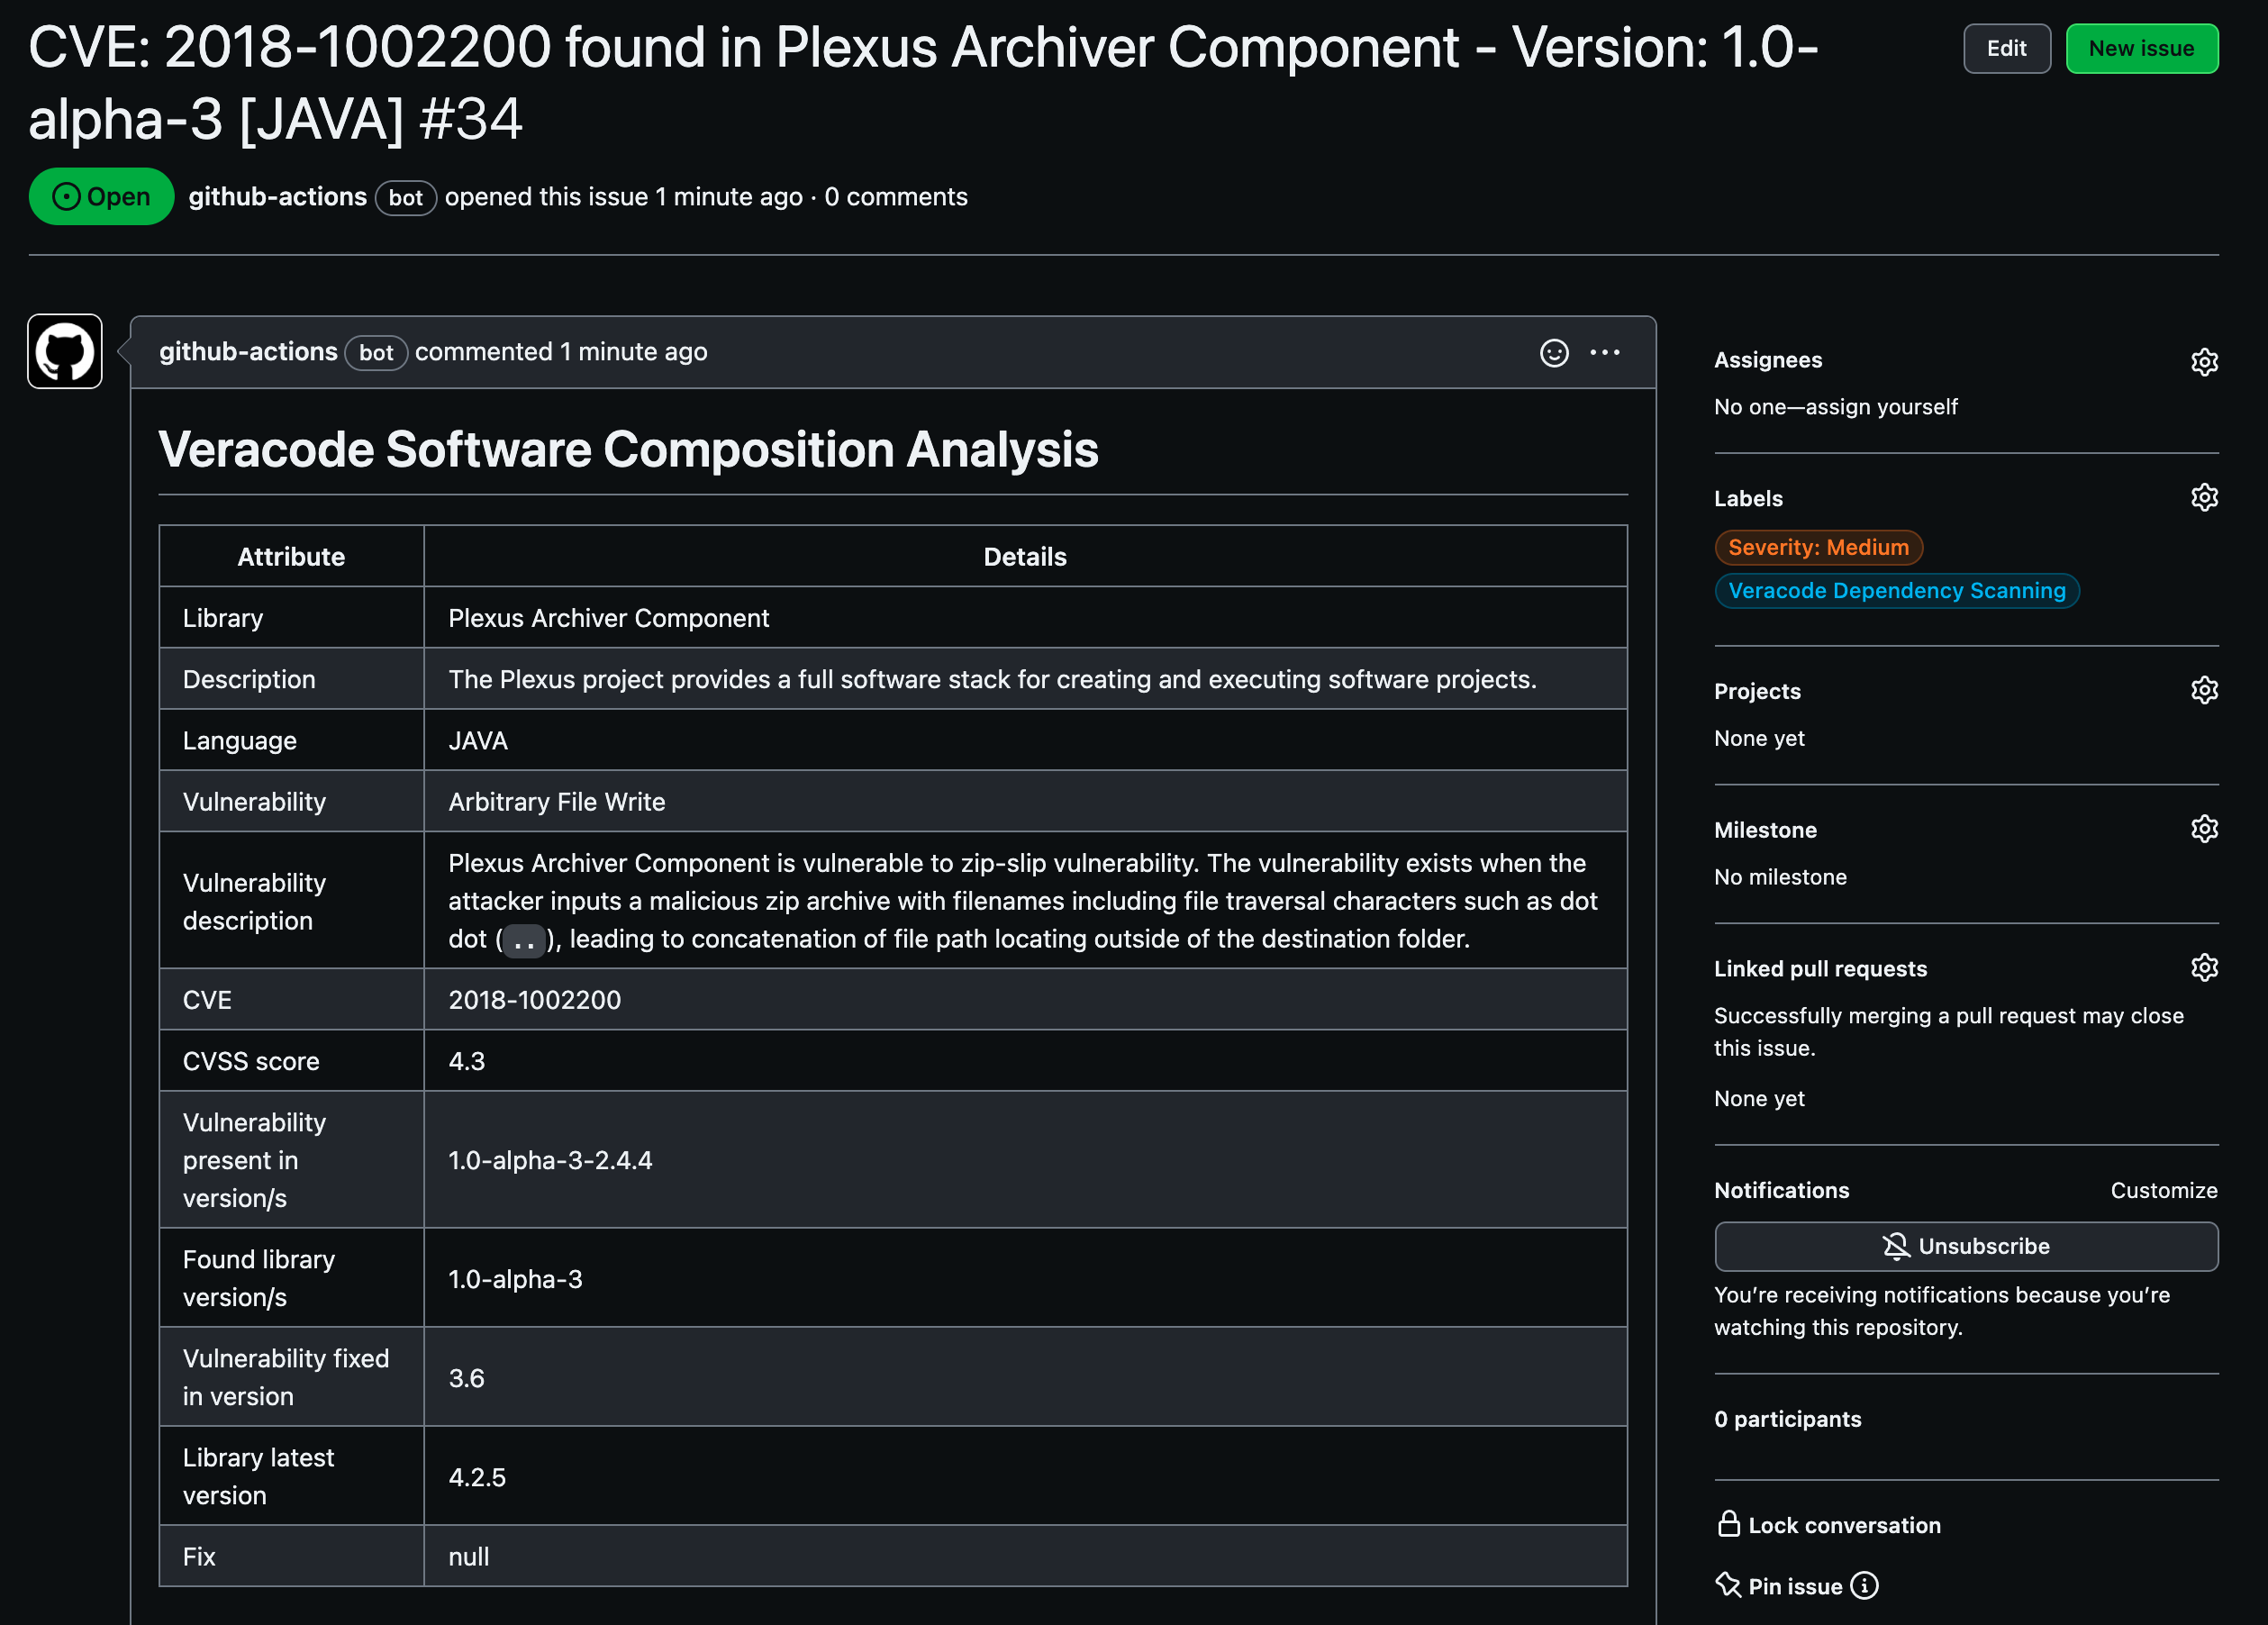 CVE: 2018-1002200 found in Plexus Archiver Component - Version: 1.0-
alpha-3 [JAVA] #34
Edit
New issue
Open
github-actions bot opened this issue 1 minute ago · 0 comments
github-actions bot commented 1 minute ago
Veracode Software Composition Analysis
Attribute Details
Library Plexus Archiver Component
Description The Plexus project provides a full software stack for creating and executing software projects.
Language JAVA
Vulnerability Arbitrary File Write
Vulnerability
description
Plexus Archiver Component is vulnerable to zip-slip vulnerability. The vulnerability exists when the
attacker inputs a malicious zip archive with filenames including file traversal characters such as dot
dot (..), leading to concatenation of file path locating outside of the destination folder.
CVE 2018-1002200
CVSS score 4.3
Vulnerability
present in
version/s
1.0-alpha-3-2.4.4
Found library
version/s
1.0-alpha-3
Vulnerability fixed
in version
3.6
Library latest
version
4.2.5
Fix null
Assignees
No one—assign yourself
Labels
Severity: Medium
Veracode Dependency Scanning
Projects
None yet
Milestone
No milestone
Linked pull requests
Successfully merging a pull request may close
this issue.
None yet
Notifications Customize
Unsubscribe
You’re receiving notifications because you’re
watching this repository.
0 participants
Lock conversation
Pin issue